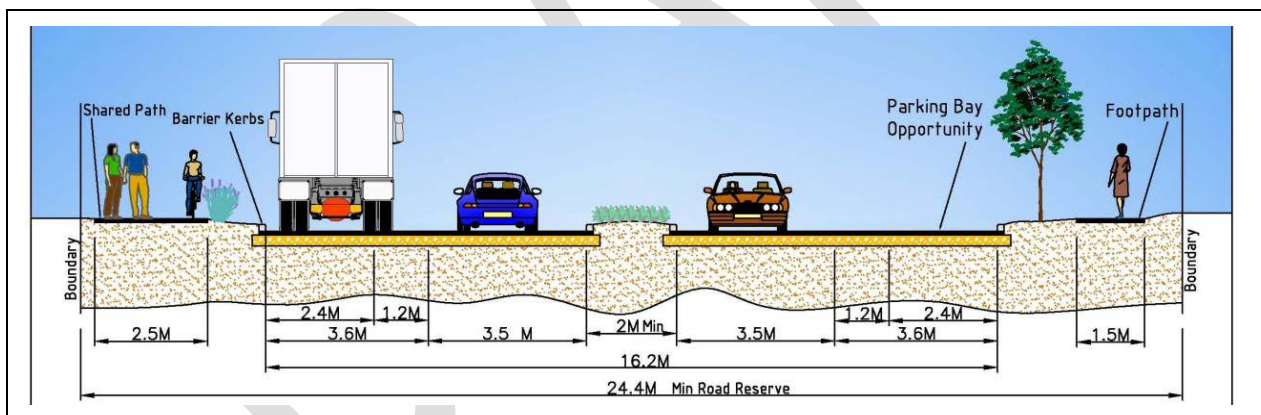 Shared Path
Barrier Kerbs
Parking Bay
Opportunity
Footpath
Boundary
Boundary
2.4M
1.2M
2M Min
1.2M
2.4M
2.5M
3.6M
3.5 M
3.5M
3.6M
1.5M
16.2M
24.4M Min Road Reserve